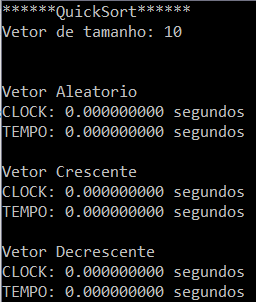 ******QuickSort******
Vetor de tamanho: 10
Vetor Aleatorio
CLOCK: 0.000000000 segundos
TEMPO: 0.000000000 segundos
Vetor Crescente
CLOCK: 0.000000000 segundos
TEMPO: 0.000000000 segundos
Vetor Decrescente
CLOCK: 0.000000000 segundos
TEMPO: 0.000000000 segundos